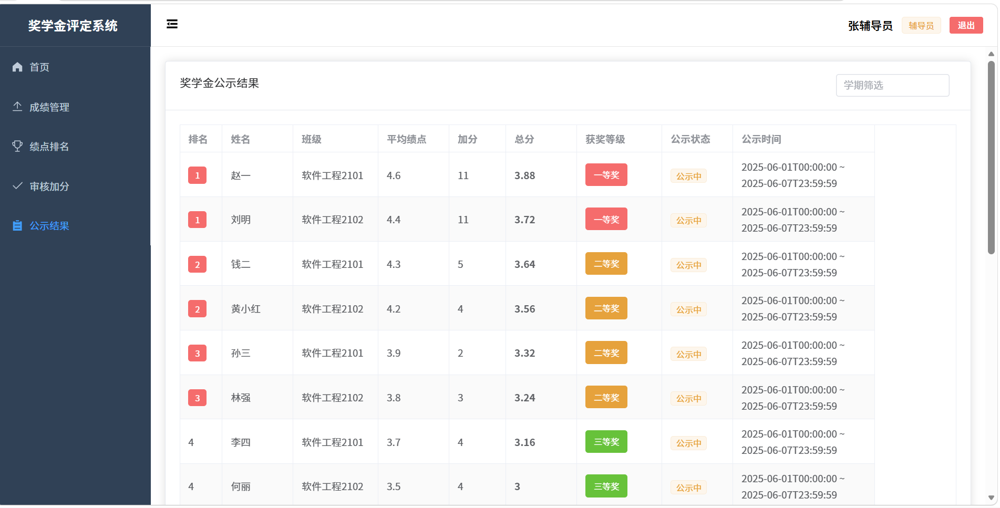 奖学金评定系统
张辅导员 辅导员 退出
首页
成绩管理
绩点排名
审核加分
公示结果
奖学金公示结果
学期筛选
排名 姓名 班级 平均绩点 加分 总分 获奖等级 公示状态 公示时间
1 赵一 软件工程2101 4.6 11 3.88 一等奖 公示中 2025-06-01T00:00:00 ~
2025-06-07T23:59:59
1 刘明 软件工程2102 4.4 11 3.72 一等奖 公示中 2025-06-01T00:00:00 ~
2025-06-07T23:59:59
2 钱二 软件工程2101 4.3 5 3.64 二等奖 公示中 2025-06-01T00:00:00 ~
2025-06-07T23:59:59
2 黄小红 软件工程2102 4.2 4 3.56 二等奖 公示中 2025-06-01T00:00:00 ~
2025-06-07T23:59:59
3 孙三 软件工程2101 3.9 2 3.32 二等奖 公示中 2025-06-01T00:00:00 ~
2025-06-07T23:59:59
3 林强 软件工程2102 3.8 3 3.24 二等奖 公示中 2025-06-01T00:00:00 ~
2025-06-07T23:59:59
4 李四 软件工程2101 3.7 4 3.16 三等奖 公示中 2025-06-01T00:00:00 ~
2025-06-07T23:59:59
4 何丽 软件工程2102 3.5 4 3 三等奖 公示中 2025-06-01T00:00:00 ~
2025-06-07T23:59:59